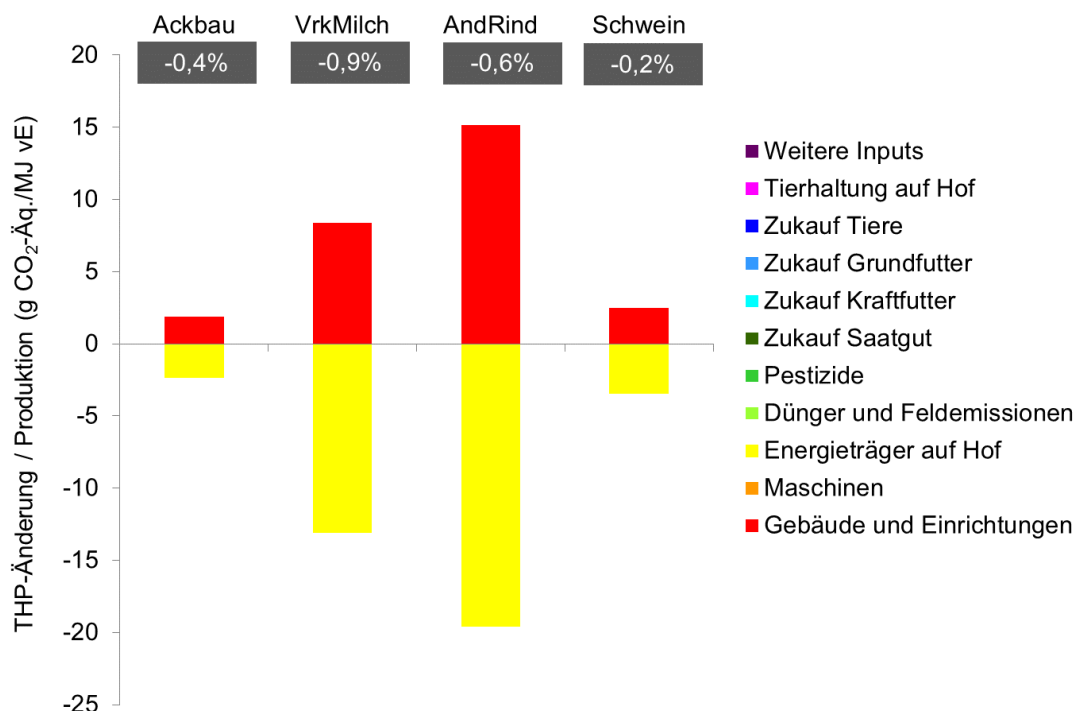 Ackbau VrkMilch AndRind Schwein
-0,4% -0,9% -0,6% -0,2%
THP-Änderung / Produktion (g CO₂-Äq./MJ vE)
20
15
10
5
0
-5
-10
-15
-20
-25
Weitere Inputs
Tierhaltung auf Hof
Zukauf Tiere
Zukauf Grundfutter
Zukauf Kraftfutter
Zukauf Saatgut
Pestizide
Dünger und Feldemissionen
Energieträger auf Hof
Maschinen
Gebäude und Einrichtungen